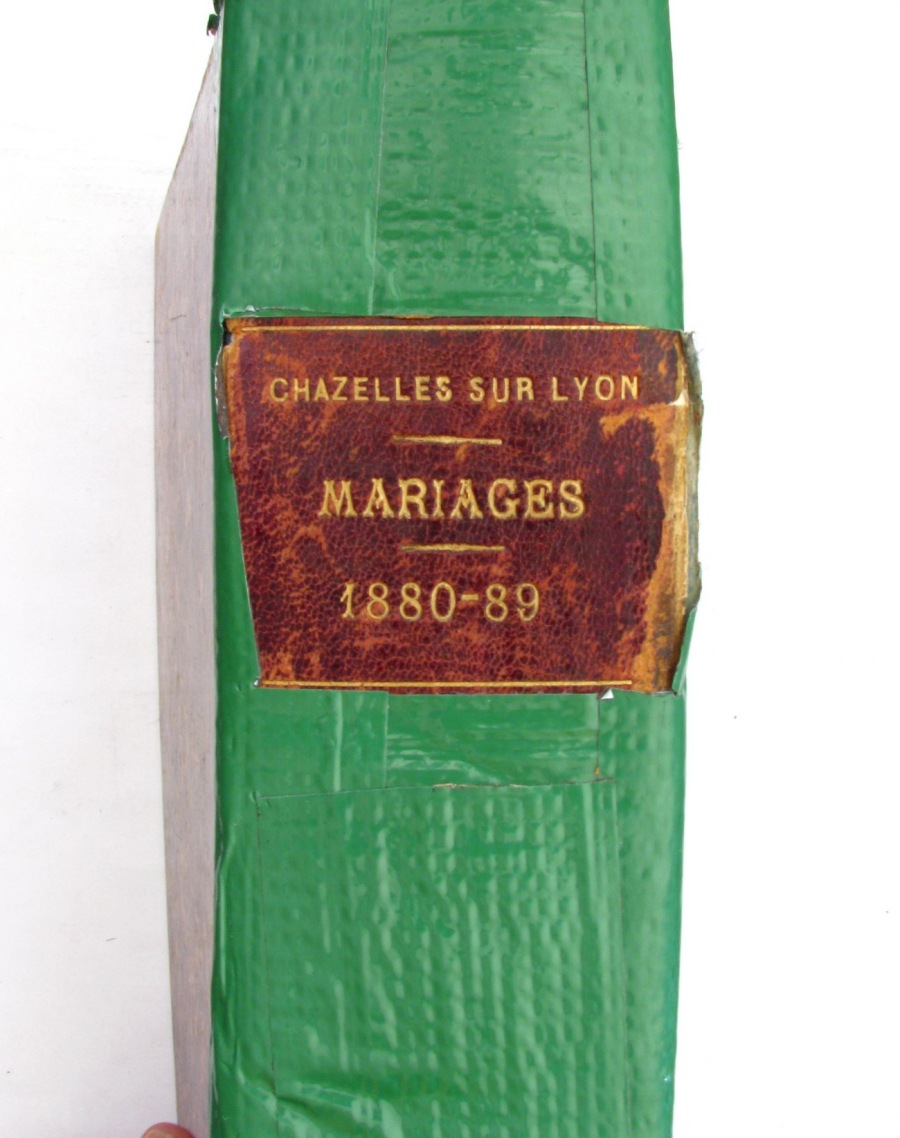 CHAZELLES SUR LYON
MARIAGES
1880-89